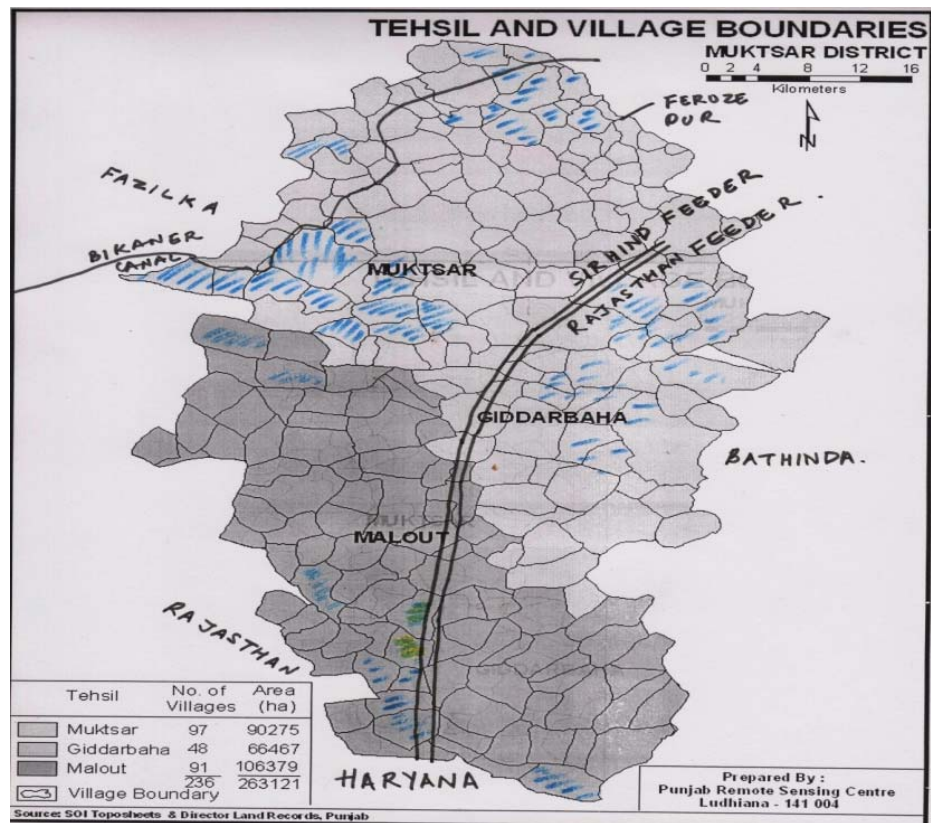 TEHSIL AND VILLAGE BOUNDARIES
MUKTSAR DISTRICT
0 2 4 8 12 16
Kilometers
N
FEROZE
PUR
FAZILKA
BIKANER
CANAL
SIRHIND FEEDER
RAJASTHAN FEEDER.
MUKTSAR
GIDDARBAHA
BATHINDA.
MUKTSAR
MALOUT
RAJASTHAN
HARYANA
Tehsil No. of Villages Area (ha)
Muktsar 97 90275
Giddarbaha 48 66467
Malout 91 106379
236 263121
Village Boundary
Prepared By :
Punjab Remote Sensing Centre
Ludhiana - 141 004
Source: SOI Toposheets & Director Land Records, Punjab